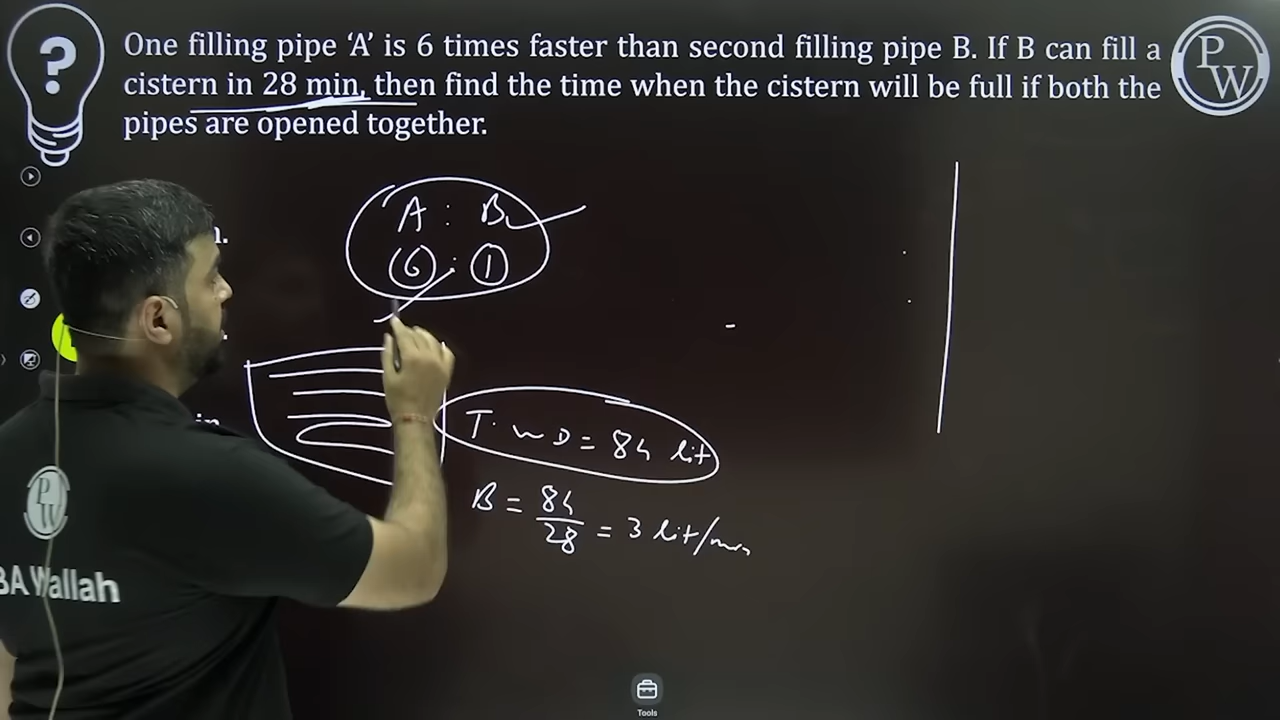 One filling pipe ‘A’ is 6 times faster than second filling pipe B. If B can fill a
cistern in 28 min, then find the time when the cistern will be full if both the
pipes are opened together.
PW
A : B
6 : 1
T. W D = 84 lit
B = 84/28 = 3 lit/min
PW
BA Wallah
Tools